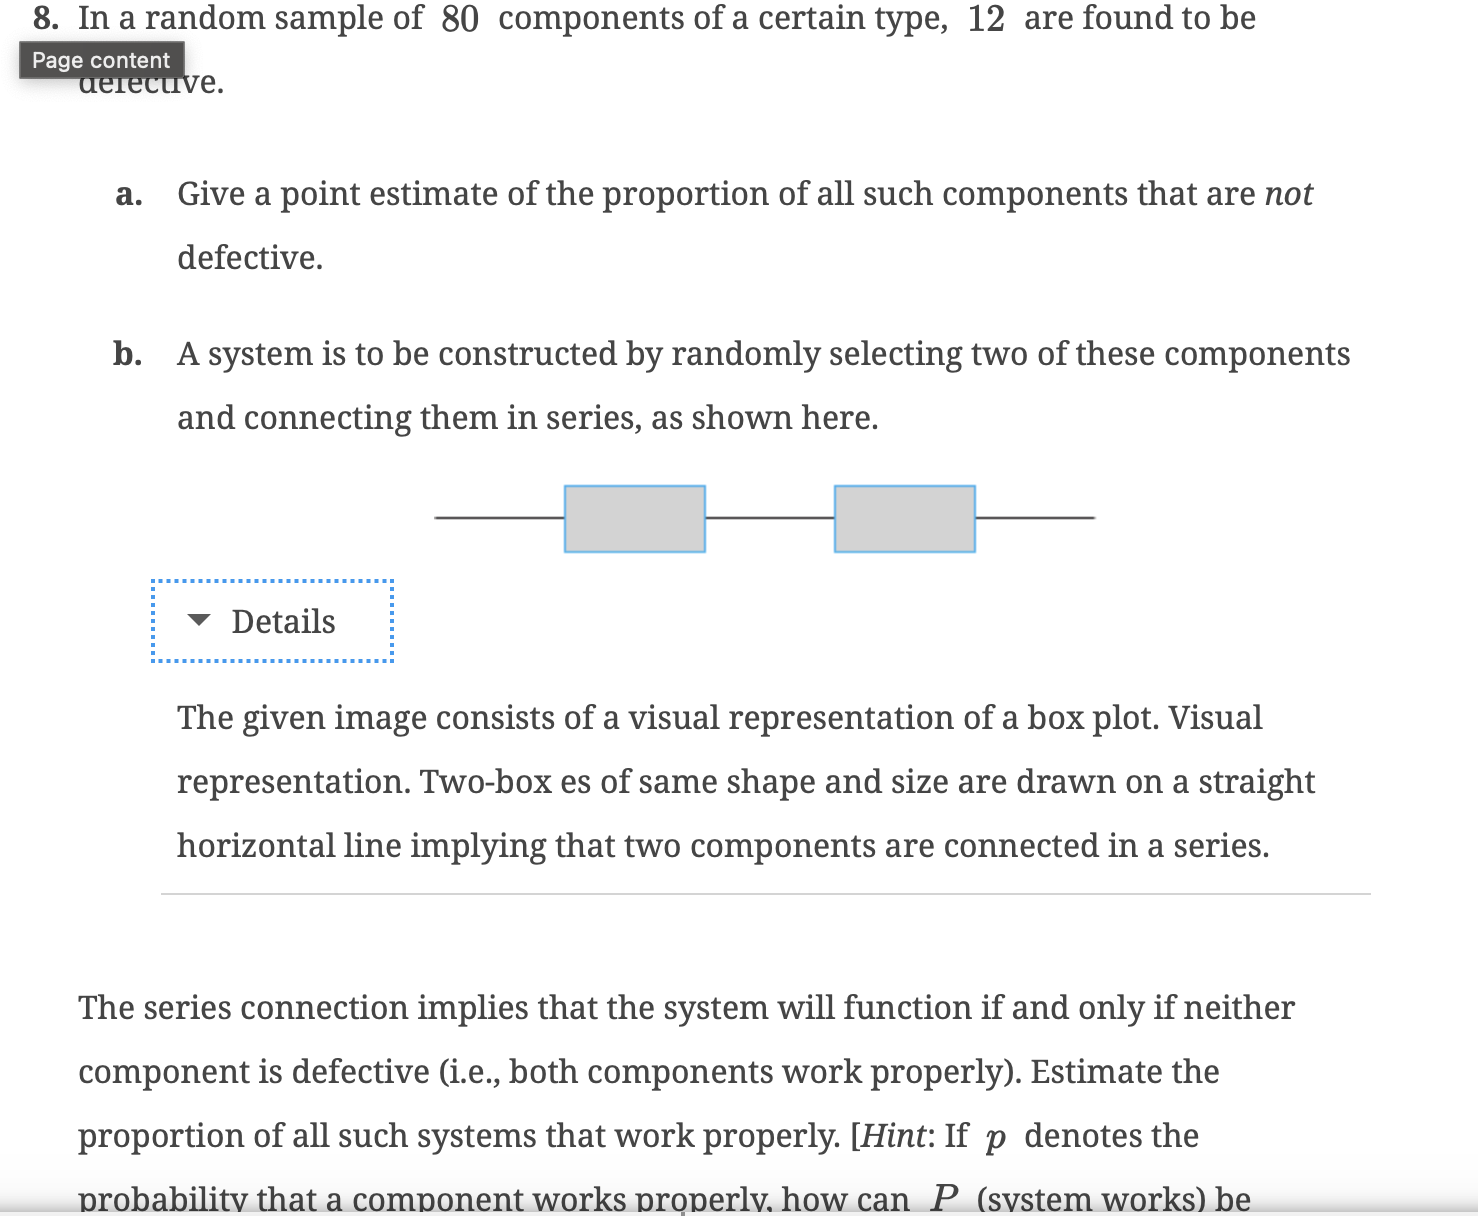 8. In a random sample of 80 components of a certain type, 12 are found to be
Page content
defective.
a. Give a point estimate of the proportion of all such components that are not
defective.
b. A system is to be constructed by randomly selecting two of these components
and connecting them in series, as shown here.
Details
The given image consists of a visual representation of a box plot. Visual
representation. Two-box es of same shape and size are drawn on a straight
horizontal line implying that two components are connected in a series.
The series connection implies that the system will function if and only if neither
component is defective (i.e., both components work properly). Estimate the
proportion of all such systems that work properly. [Hint: If p denotes the
probability that a component works properly, how can P (system works) be